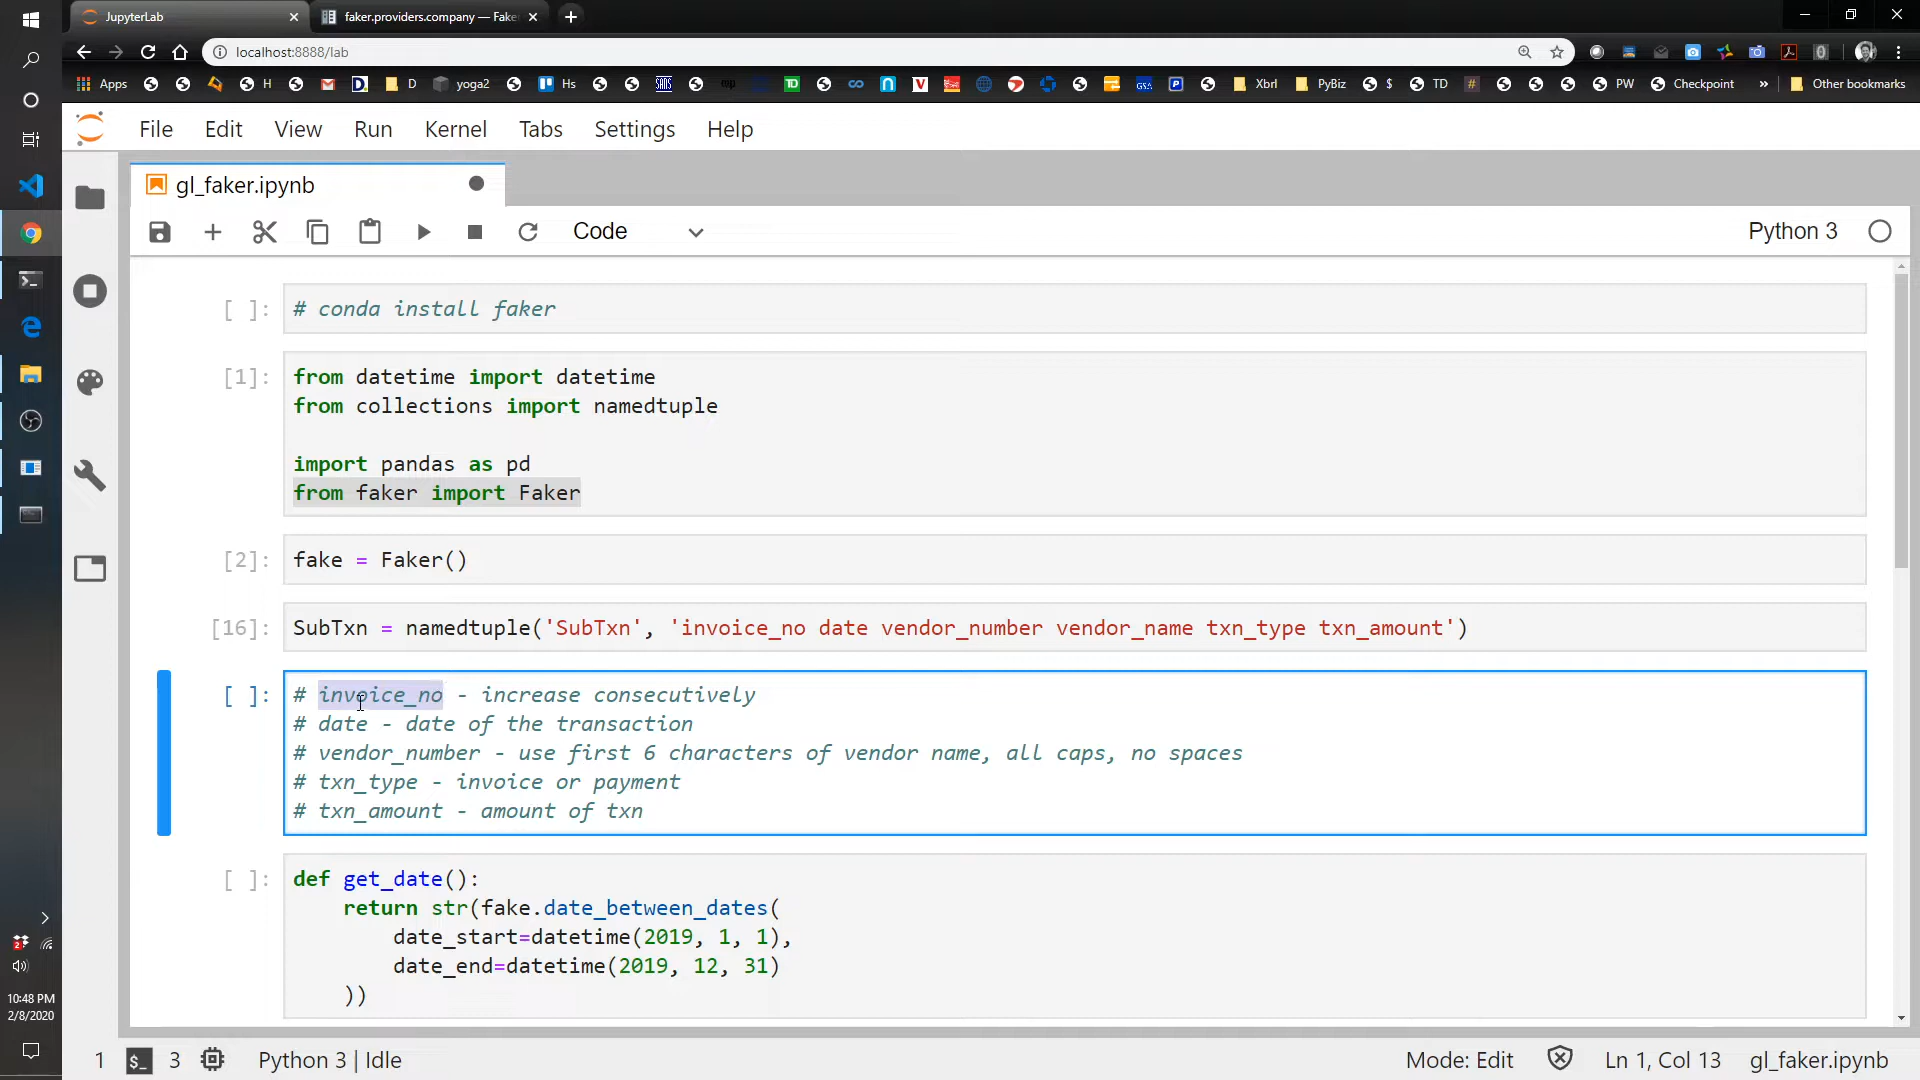 JupyterLab
faker.providers.company — Fake
localhost:8888/lab
Apps
H
D
yoga2
Hs
TD
Xbrl
PyBiz
$
TD
#
PW
Checkpoint
»
Other bookmarks
File Edit View Run Kernel Tabs Settings Help
gl_faker.ipynb
Code
Python 3
[ ]: # conda install faker
[1]: from datetime import datetime
from collections import namedtuple
import pandas as pd
from faker import Faker
[2]: fake = Faker()
[16]: SubTxn = namedtuple('SubTxn', 'invoice_no date vendor_number vendor_name txn_type txn_amount')
[ ]: # invoice_no - increase consecutively
# date - date of the transaction
# vendor_number - use first 6 characters of vendor name, all caps, no spaces
# txn_type - invoice or payment
# txn_amount - amount of txn
[ ]: def get_date():
return str(fake.date_between_dates(
date_start=datetime(2019, 1, 1),
date_end=datetime(2019, 12, 31)
))
10:48 PM
2/8/2020
1 $_ 3 Python 3 | Idle
Mode: Edit Ln 1, Col 13 gl_faker.ipynb